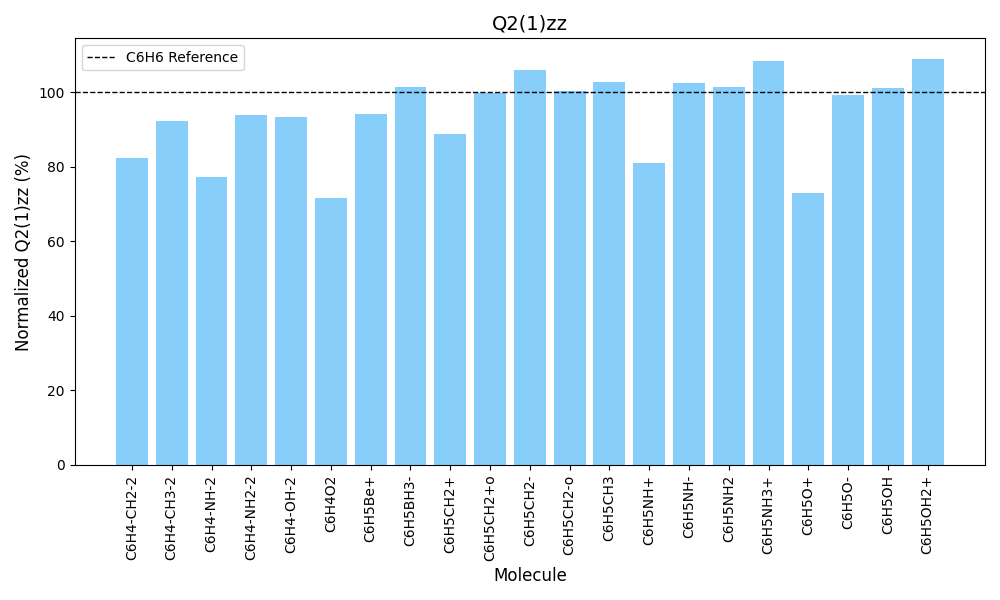 Q2(1)zz
C6H6 Reference
Normalized Q2(1)zz (%)
100
80
60
40
20
0
C6H4-CH2-2
C6H4-CH3-2
C6H4-NH-2
C6H4-NH2-2
C6H4-OH-2
C6H4O2
C6H5Be+
C6H5BH3-
C6H5CH2+
C6H5CH2+o
C6H5CH2-
C6H5CH2-o
C6H5CH3
C6H5NH+
C6H5NH-
C6H5NH2
C6H5NH3+
C6H5O+
C6H5O-
C6H5OH
C6H5OH2+
Molecule